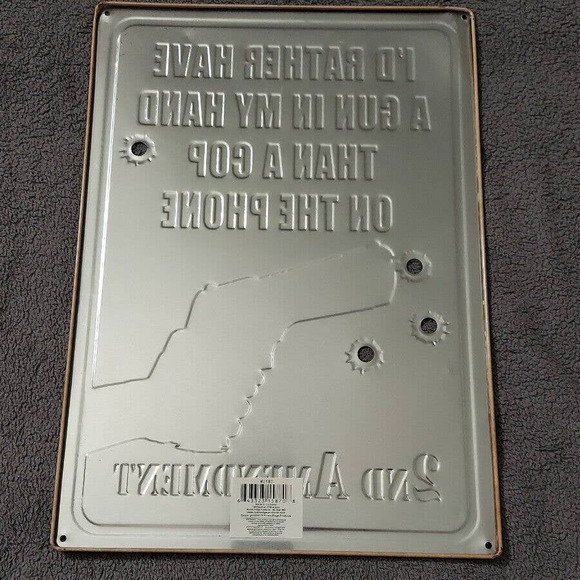 I'D RATHER HAVE
A GUN IN MY HAND
THAN A COP
ON THE PHONE
2ND AMENDMENT